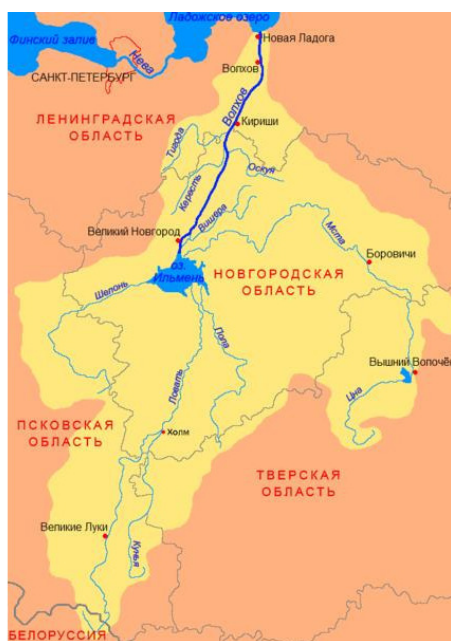 Ладожское озеро
Новая Ладога
Финский залив
Нева
Волхов
САНКТ-ПЕТЕРБУРГ
Волхов
Кириши
ЛЕНИНГРАДСКАЯ
ОБЛАСТЬ
Тигода
Оскуя
Кересть
Вишера
Мста
Великий Новгород
Боровичи
оз.
Ильмень
НОВГОРОДСКАЯ
ОБЛАСТЬ
Шелонь
Пола
Вышний Вопочёк
Цна
Ловать
ПСКОВСКАЯ
ОБЛАСТЬ
Холм
ТВЕРСКАЯ
ОБЛАСТЬ
Великие Луки
Кунья
БЕЛОРУССИЯ